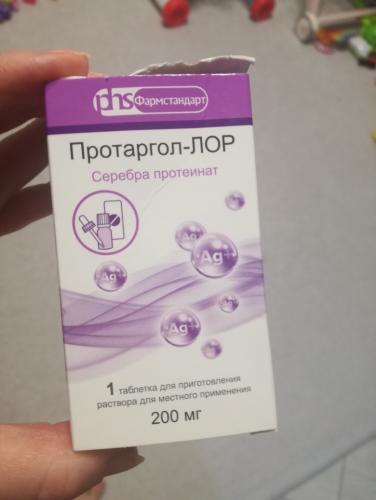 phs Фармстандарт
Протаргол-ЛОР
Серебра протеинат
Ag+
Ag+
Ag+
Ag+
1 таблетка для приготовления
раствора для местного применения
200 мг